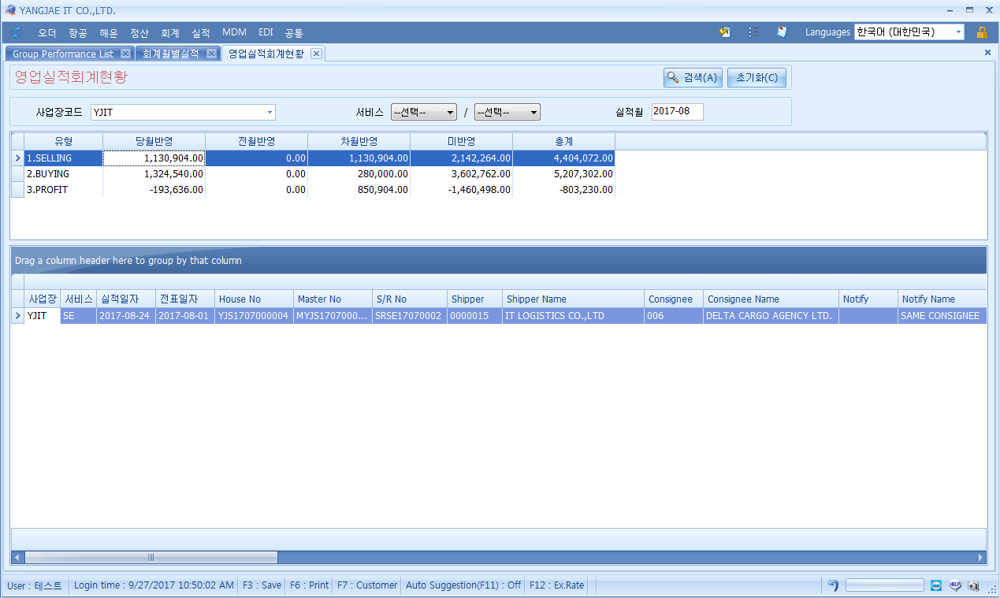 YANGJAE IT CO.,LTD.
오더 항공 해운 정산 회계 실적 MDM EDI 공통 Languages 한국어 (대한민국)
Group Performance List 회계월별실적 영업실적회계현황
영업실적회계현황 검색(A) 초기화(C)
사업장코드 YJIT 서비스 --선택-- / --선택-- 실적월 2017-08
유형 당월반영 전월반영 차월반영 미반영 총계
1.SELLING 1,130,904.00 0.00 1,130,904.00 2,142,264.00 4,404,072.00
2.BUYING 1,324,540.00 0.00 280,000.00 3,602,762.00 5,207,302.00
3.PROFIT -193,636.00 0.00 850,904.00 -1,460,498.00 -803,230.00
Drag a column header here to group by that column
사업장 서비스 실적일자 전표일자 House No Master No S/R No Shipper Shipper Name Consignee Consignee Name Notify Notify Name
YJIT SE 2017-08-24 2017-08-01 YJS1707000004 MYJS1707000... SRSE17070002 0000015 IT LOGISTICS CO.,LTD 006 DELTA CARGO AGENCY LTD. SAME CONSIGNEE
User : 테스트 Login time : 9/27/2017 10:50:02 AM F3 : Save F6 : Print F7 : Customer Auto Suggestion(F11) : Off F12 : Ex.Rate HELP